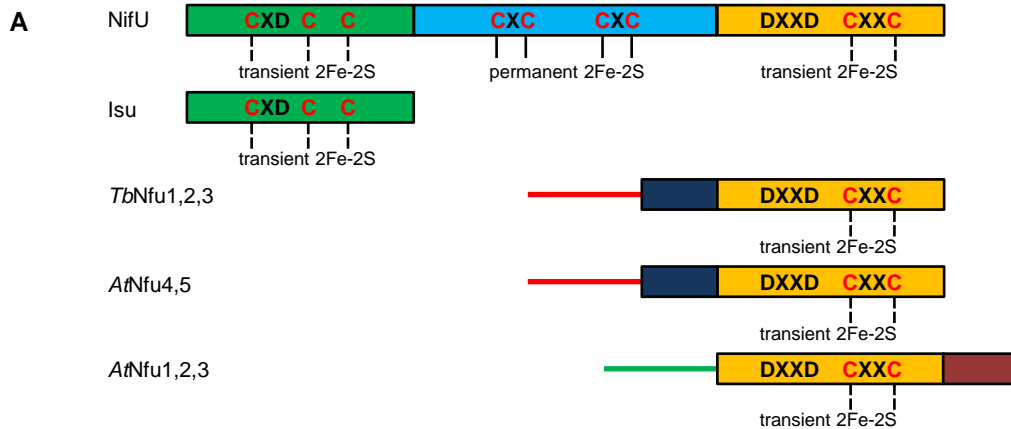 A
NifU
CXD C C CXC CXC DXXD CXXC
transient 2Fe-2S permanent 2Fe-2S transient 2Fe-2S
Isu
CXD C C
transient 2Fe-2S
TbNfu1,2,3
DXXD CXXC
transient 2Fe-2S
AtNfu4,5
DXXD CXXC
transient 2Fe-2S
AtNfu1,2,3
DXXD CXXC
transient 2Fe-2S